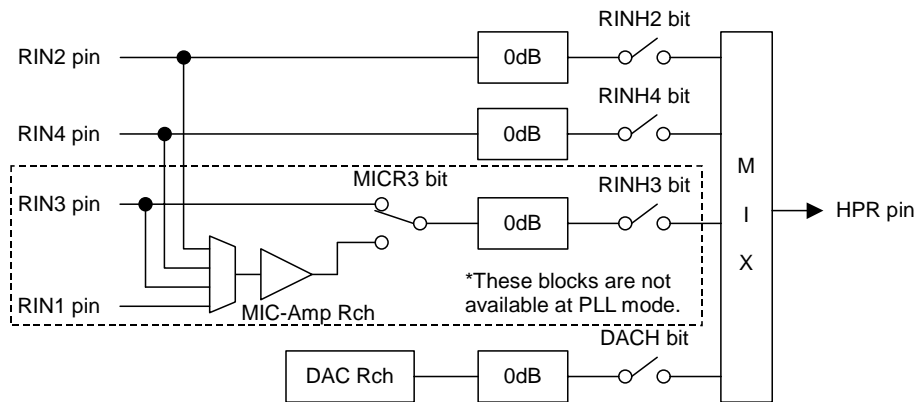 RINH2 bit
RIN2 pin
0dB
RINH4 bit
RIN4 pin
0dB
MICR3 bit
RINH3 bit
RIN3 pin
0dB
M
I
X
HPR pin
*These blocks are not
available at PLL mode.
RIN1 pin
MIC-Amp Rch
DACH bit
DAC Rch
0dB